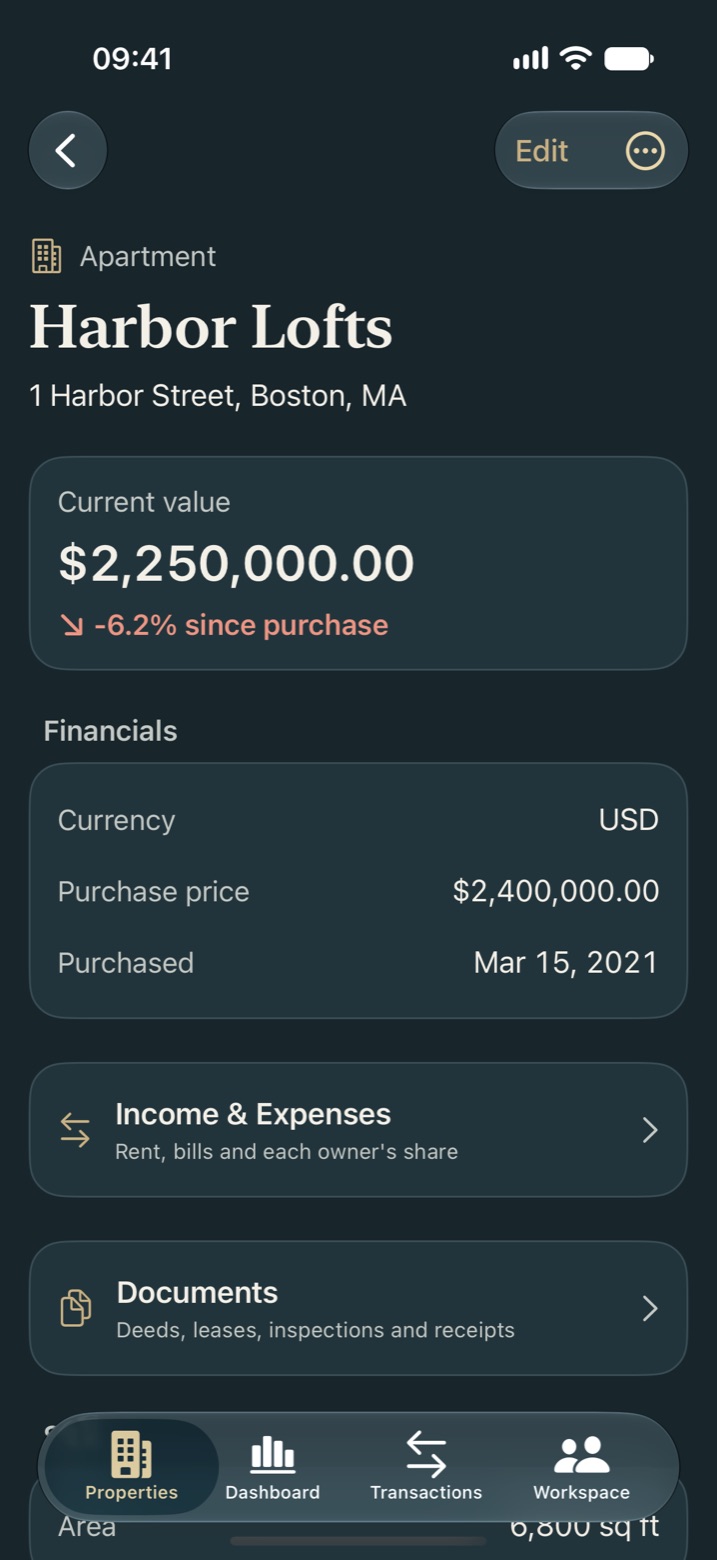 09:41
Edit
Apartment
Harbor Lofts
1 Harbor Street, Boston, MA
Current value
$2,250,000.00
-6.2% since purchase
Financials
Currency USD
Purchase price $2,400,000.00
Purchased Mar 15, 2021
Income & Expenses
Rent, bills and each owner's share
Documents
Deeds, leases, inspections and receipts
Properties Dashboard Transactions Workspace
Area 6,800 sq ft